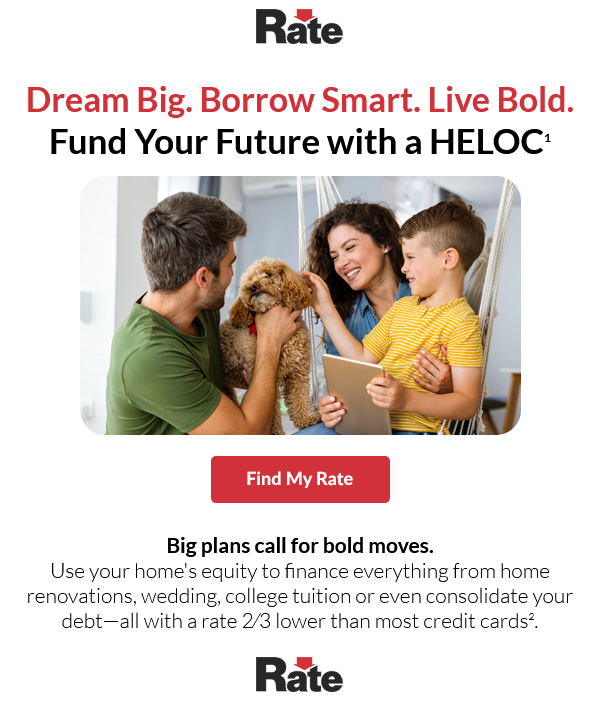 Rate
Dream Big. Borrow Smart. Live Bold.
Fund Your Future with a HELOC¹
Find My Rate
Big plans call for bold moves.
Use your home's equity to finance everything from home
renovations, wedding, college tuition or even consolidate your
debt—all with a rate 2⁄3 lower than most credit cards².
Rate